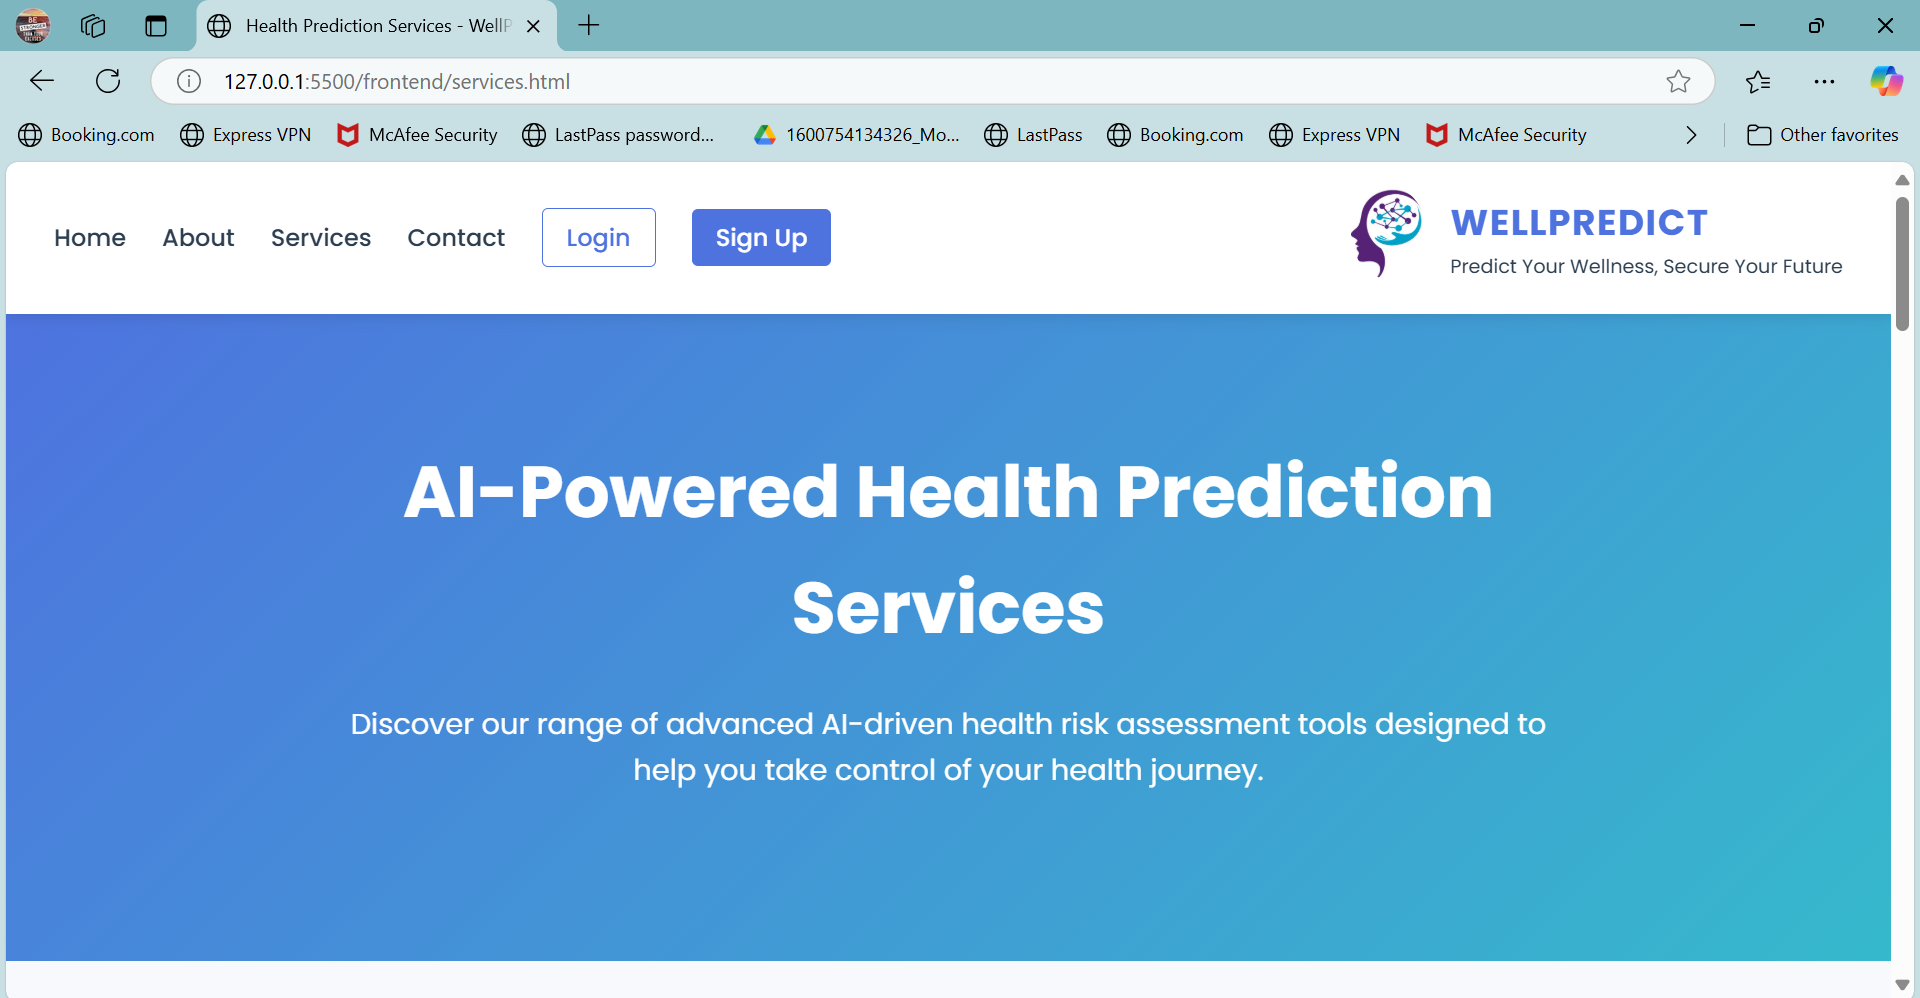 Health Prediction Services - WellP
127.0.0.1:5500/frontend/services.html
Booking.com
Express VPN
McAfee Security
LastPass password...
1600754134326_Mo...
LastPass
Booking.com
Express VPN
McAfee Security
Other favorites
Home
About
Services
Contact
Login
Sign Up
WELLPREDICT
Predict Your Wellness, Secure Your Future
AI-Powered Health Prediction
Services
Discover our range of advanced AI-driven health risk assessment tools designed to
help you take control of your health journey.